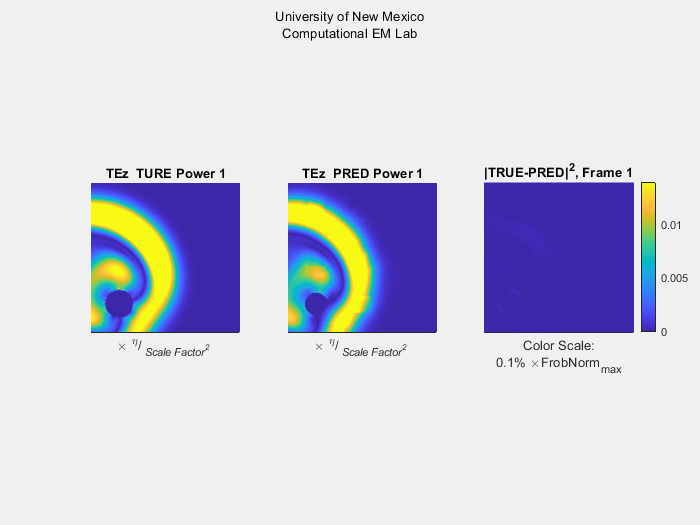 University of New Mexico
Computational EM Lab
TEz TURE Power 1
TEz PRED Power 1
|TRUE-PRED|², Frame 1
0.01
0.005
0
× η/ Scale Factor²
× η/ Scale Factor²
Color Scale:
0.1% ×FrobNorm_max